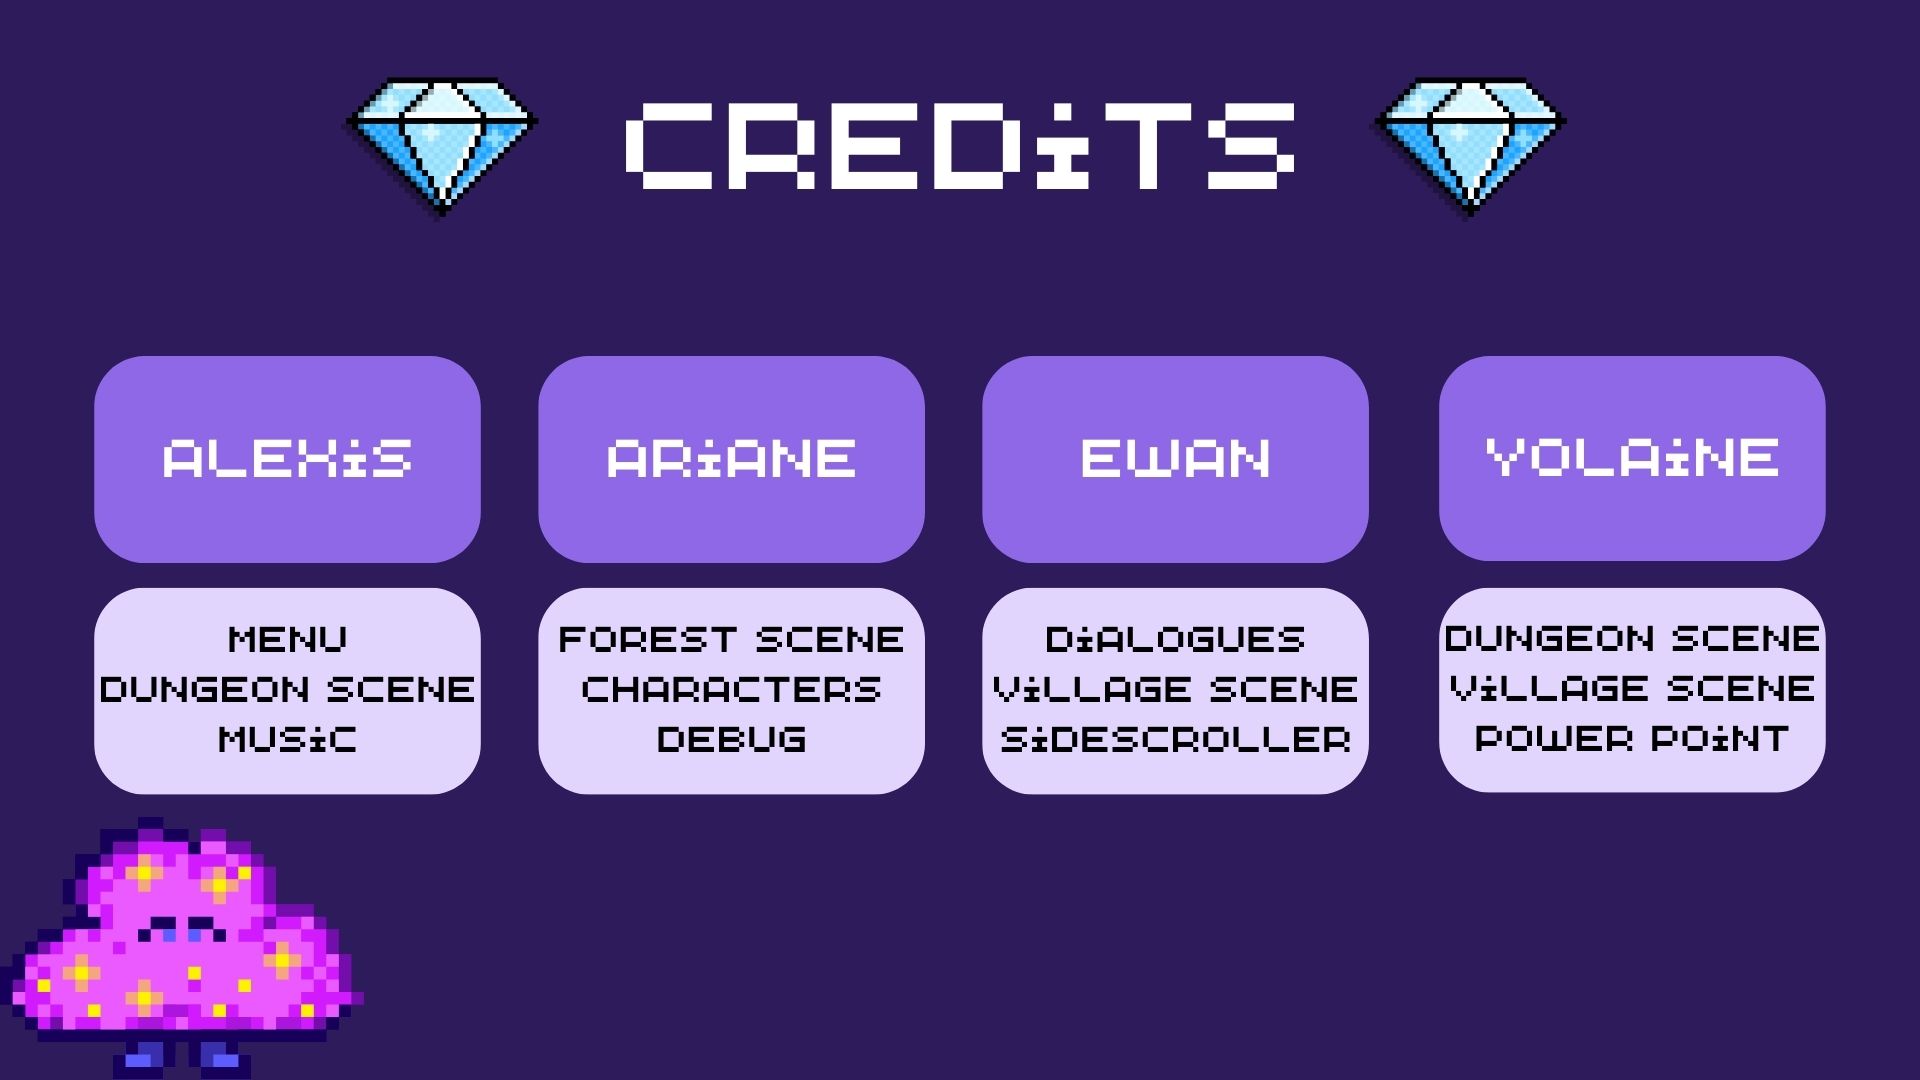 CREDiTS
ALEXiS
MENU
DUNGEON SCENE
MUSiC
ARiANE
FOREST SCENE
CHARACTERS
DEBUG
EWAN
DiALOGUES
ViLLAGE SCENE
SiDESCROLLER
YOLAiNE
DUNGEON SCENE
ViLLAGE SCENE
POWER POiNT